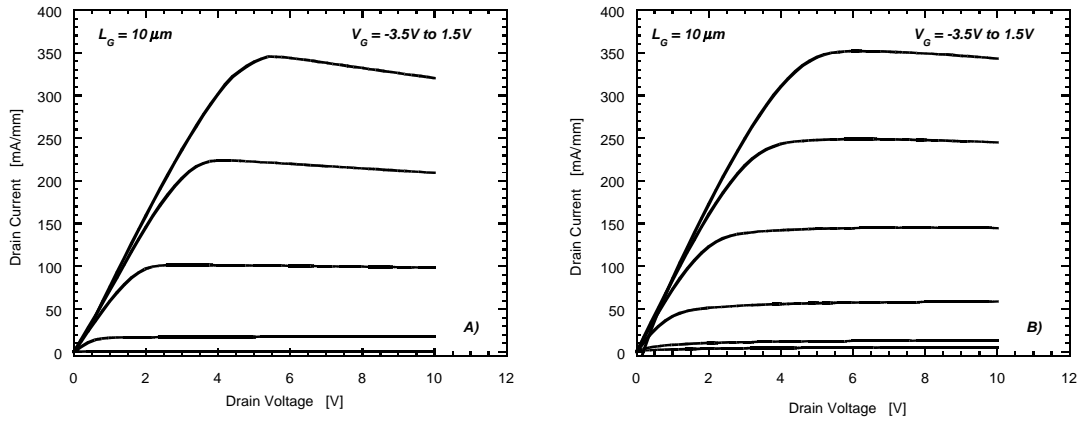 400
350
300
250
200
150
100
50
0
Drain Current [mA/mm]
L_G = 10 μm
V_G = -3.5V to 1.5V
A)
0 2 4 6 8 10 12
Drain Voltage [V]
400
350
300
250
200
150
100
50
0
Drain Current [mA/mm]
L_G = 10 μm
V_G = -3.5V to 1.5V
B)
0 2 4 6 8 10 12
Drain Voltage [V]